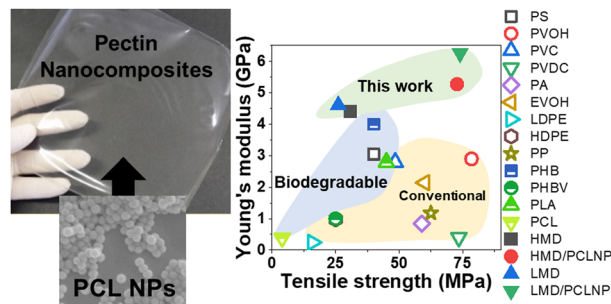 Pectin
Nanocomposites
PCL NPs
Young's modulus (GPa)
6
5
4
3
2
1
0
This work
Biodegradable
Conventional
0 25 50 75
Tensile strength (MPa)
PS
PVOH
PVC
PVDC
PA
EVOH
LDPE
HDPE
PP
PHB
PHBV
PLA
PCL
HMD
HMD/PCLNP
LMD
LMD/PCLNP